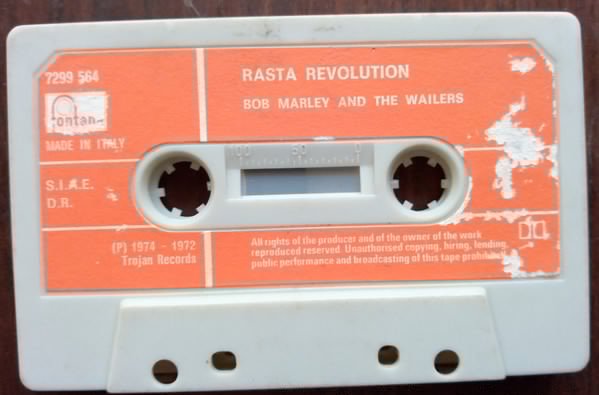 7299 564
RASTA REVOLUTION
BOB MARLEY AND THE WAILERS
fontana
MADE IN ITALY
100 50 0
S.I.A.E.
D.R.
(P) 1974 - 1972
Trojan Records
All rights of the producer and of the owner of the work
reproduced reserved. Unauthorised copying, hiring, lending,
public performance and broadcasting of this tape prohibited